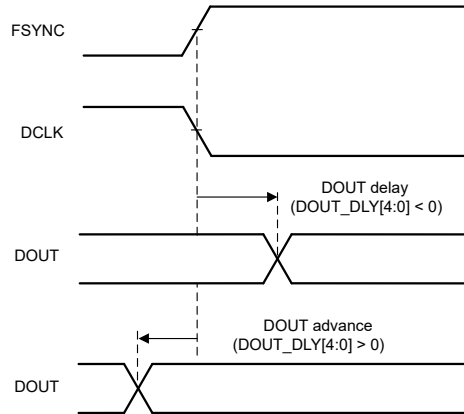 FSYNC
DCLK
DOUT delay
(DOUT_DLY[4:0] < 0)
DOUT
DOUT advance
(DOUT_DLY[4:0] > 0)
DOUT